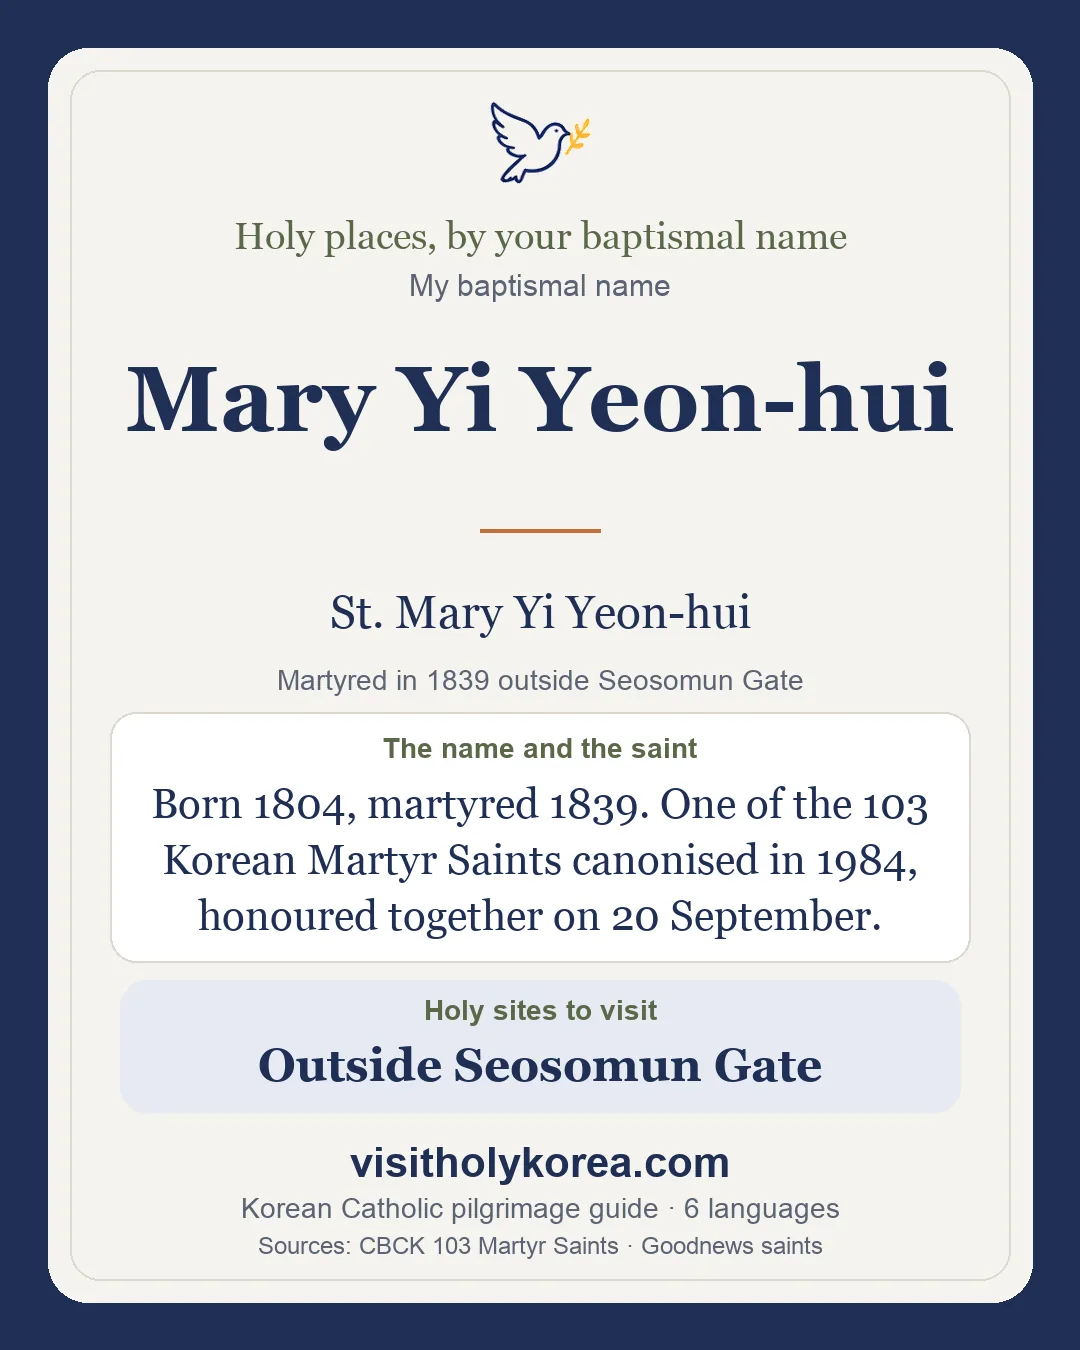 Holy places, by your baptismal name
My baptismal name
Mary Yi Yeon-hui
St. Mary Yi Yeon-hui
Martyred in 1839 outside Seosomun Gate
The name and the saint
Born 1804, martyred 1839. One of the 103
Korean Martyr Saints canonised in 1984,
honoured together on 20 September.
Holy sites to visit
Outside Seosomun Gate
visitholykorea.com
Korean Catholic pilgrimage guide · 6 languages
Sources: CBCK 103 Martyr Saints · Goodnews saints